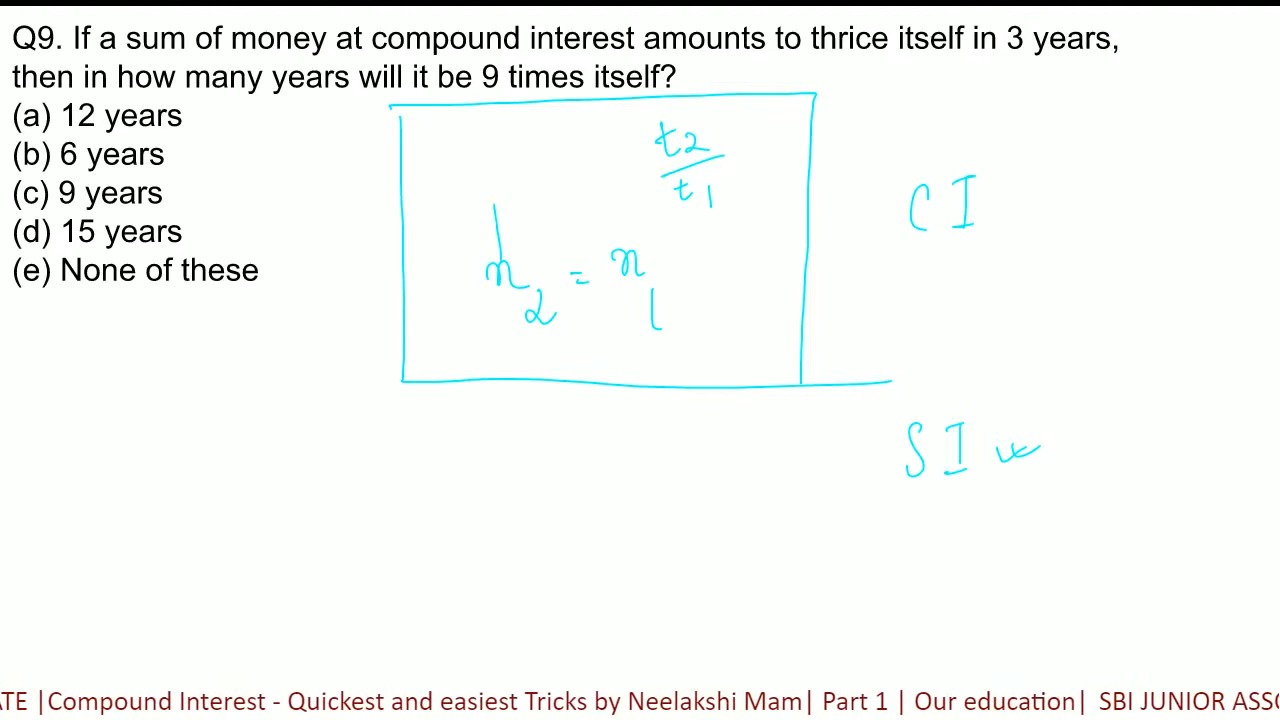 Q9. If a sum of money at compound interest amounts to thrice itself in 3 years,
then in how many years will it be 9 times itself?
(a) 12 years
(b) 6 years
(c) 9 years
(d) 15 years
(e) None of these
t2
t1
n2 = n1
CI
SI
ATE |Compound Interest - Quickest and easiest Tricks by Neelakshi Mam| Part 1 | Our education| SBI JUNIOR ASSO